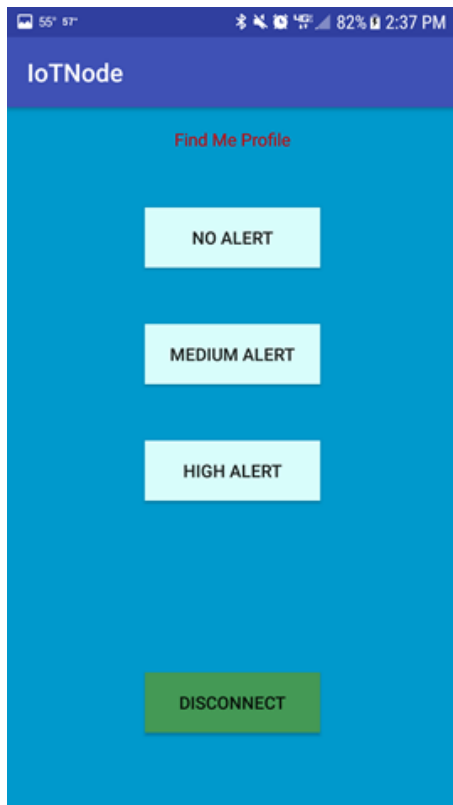 55° 57° 82% 2:37 PM
IoTNode
Find Me Profile
NO ALERT
MEDIUM ALERT
HIGH ALERT
DISCONNECT